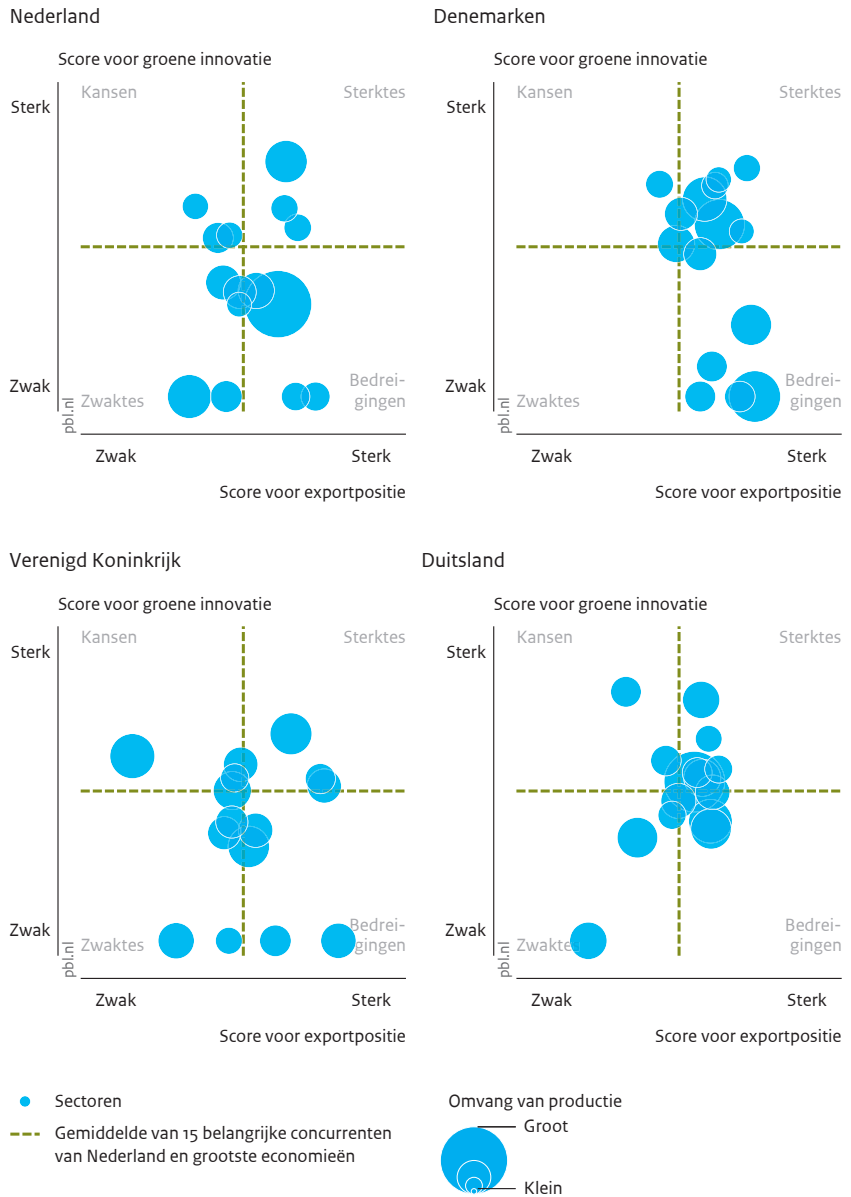 Nederland
Score voor groene innovatie
Sterk
Kansen
Sterktes
Zwak
Zwaktes
Bedrei-
gingen
pbl.nl
Zwak
Sterk
Score voor exportpositie
Denemarken
Score voor groene innovatie
Sterk
Kansen
Sterktes
Zwak
Zwaktes
Bedrei-
gingen
pbl.nl
Zwak
Sterk
Score voor exportpositie
Verenigd Koninkrijk
Score voor groene innovatie
Sterk
Kansen
Sterktes
Zwak
Zwaktes
Bedrei-
gingen
pbl.nl
Zwak
Sterk
Score voor exportpositie
Duitsland
Score voor groene innovatie
Sterk
Kansen
Sterktes
Zwak
Zwaktes
Bedrei-
gingen
pbl.nl
Zwak
Sterk
Score voor exportpositie
Sectoren
Gemiddelde van 15 belangrijke concurrenten
van Nederland en grootste economieën
Omvang van productie
Groot
Klein